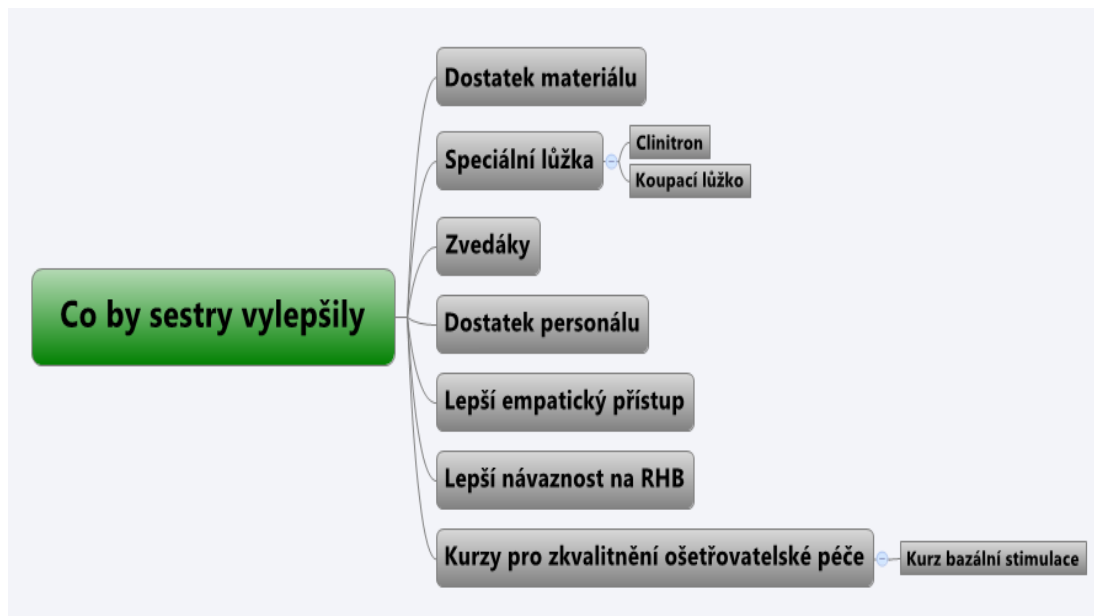 Co by sestry vylepšily
Dostatek materiálu
Speciální lůžka
Clinitron
Koupací lůžko
Zvedáky
Dostatek personálu
Lepší empatický přístup
Lepší návaznost na RHB
Kurzy pro zkvalitnění ošetřovatelské péče
Kurz bazální stimulace